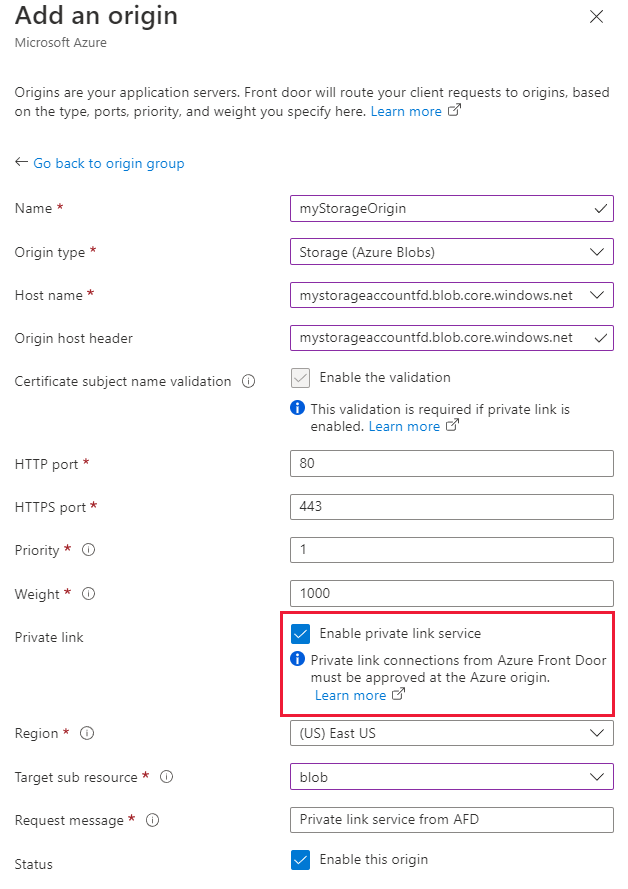 Add an origin
Microsoft Azure
Origins are your application servers. Front door will route your client requests to origins, based
on the type, ports, priority, and weight you specify here. Learn more
Go back to origin group
Name *
myStorageOrigin
Origin type *
Storage (Azure Blobs)
Host name *
mystorageaccountfd.blob.core.windows.net
Origin host header
mystorageaccountfd.blob.core.windows.net
Certificate subject name validation
Enable the validation
This validation is required if private link is
enabled. Learn more
HTTP port *
80
HTTPS port *
443
Priority *
1
Weight *
1000
Private link
Enable private link service
Private link connections from Azure Front Door
must be approved at the Azure origin.
Learn more
Region *
(US) East US
Target sub resource *
blob
Request message *
Private link service from AFD
Status
Enable this origin